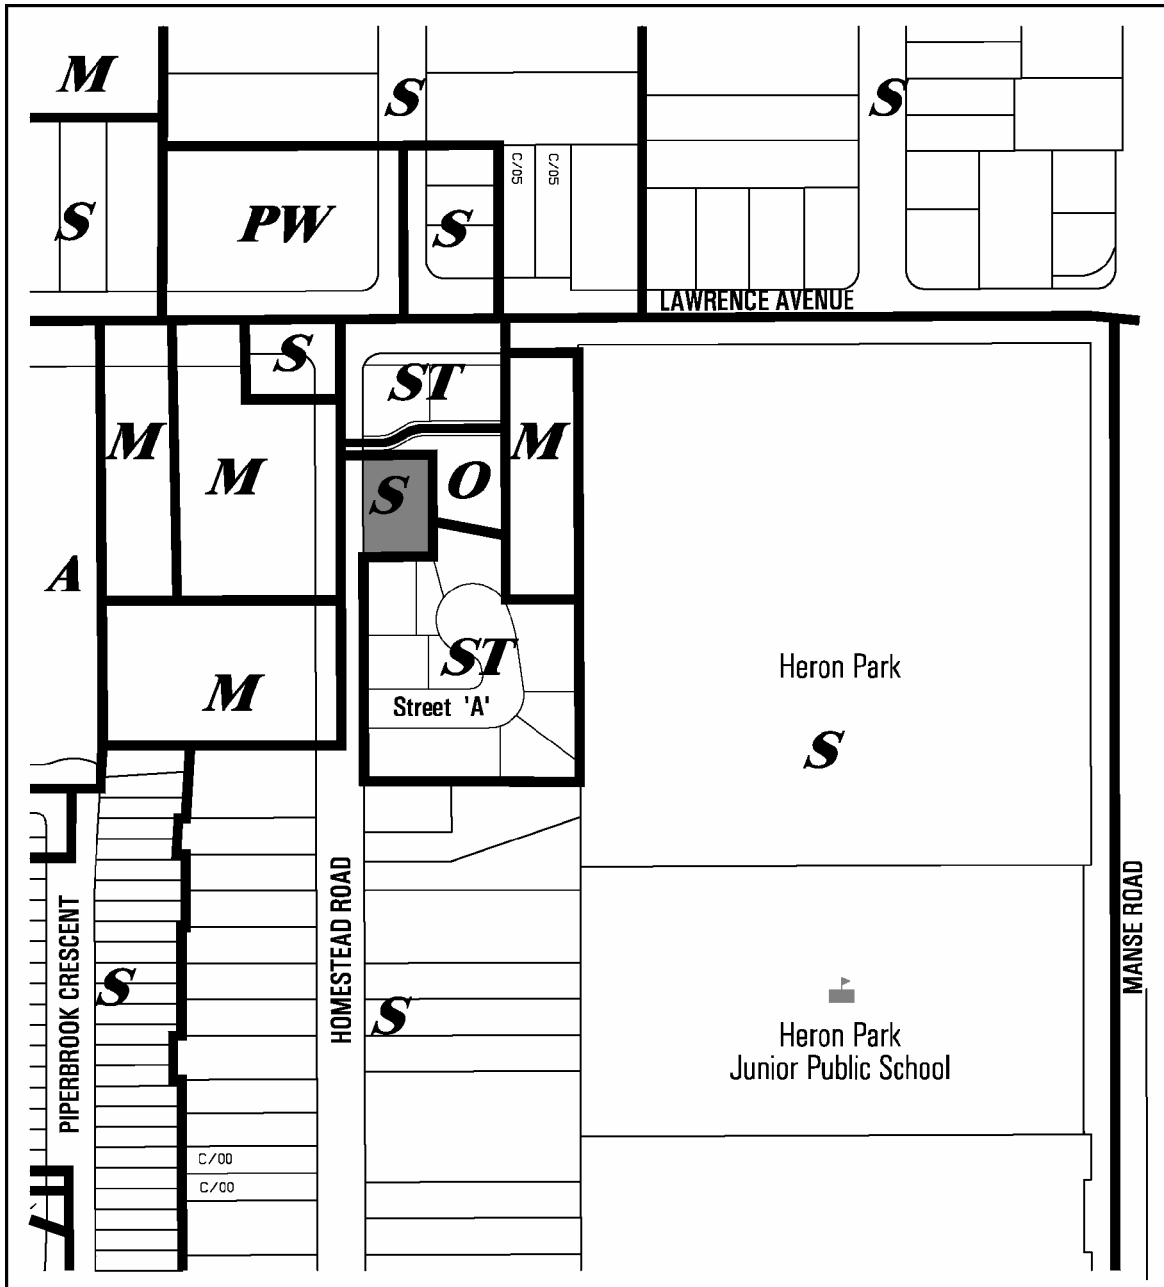 M
S
S
S
PW
S
C/05
C/05
LAWRENCE AVENUE
S
ST
M
M
M
S
O
A
ST
M
Street 'A'
Heron Park
S
HOMESTEAD ROAD
PIPERBROOK CRESCENT
MANSE ROAD
S
S
Heron Park
Junior Public School
C/00
C/00